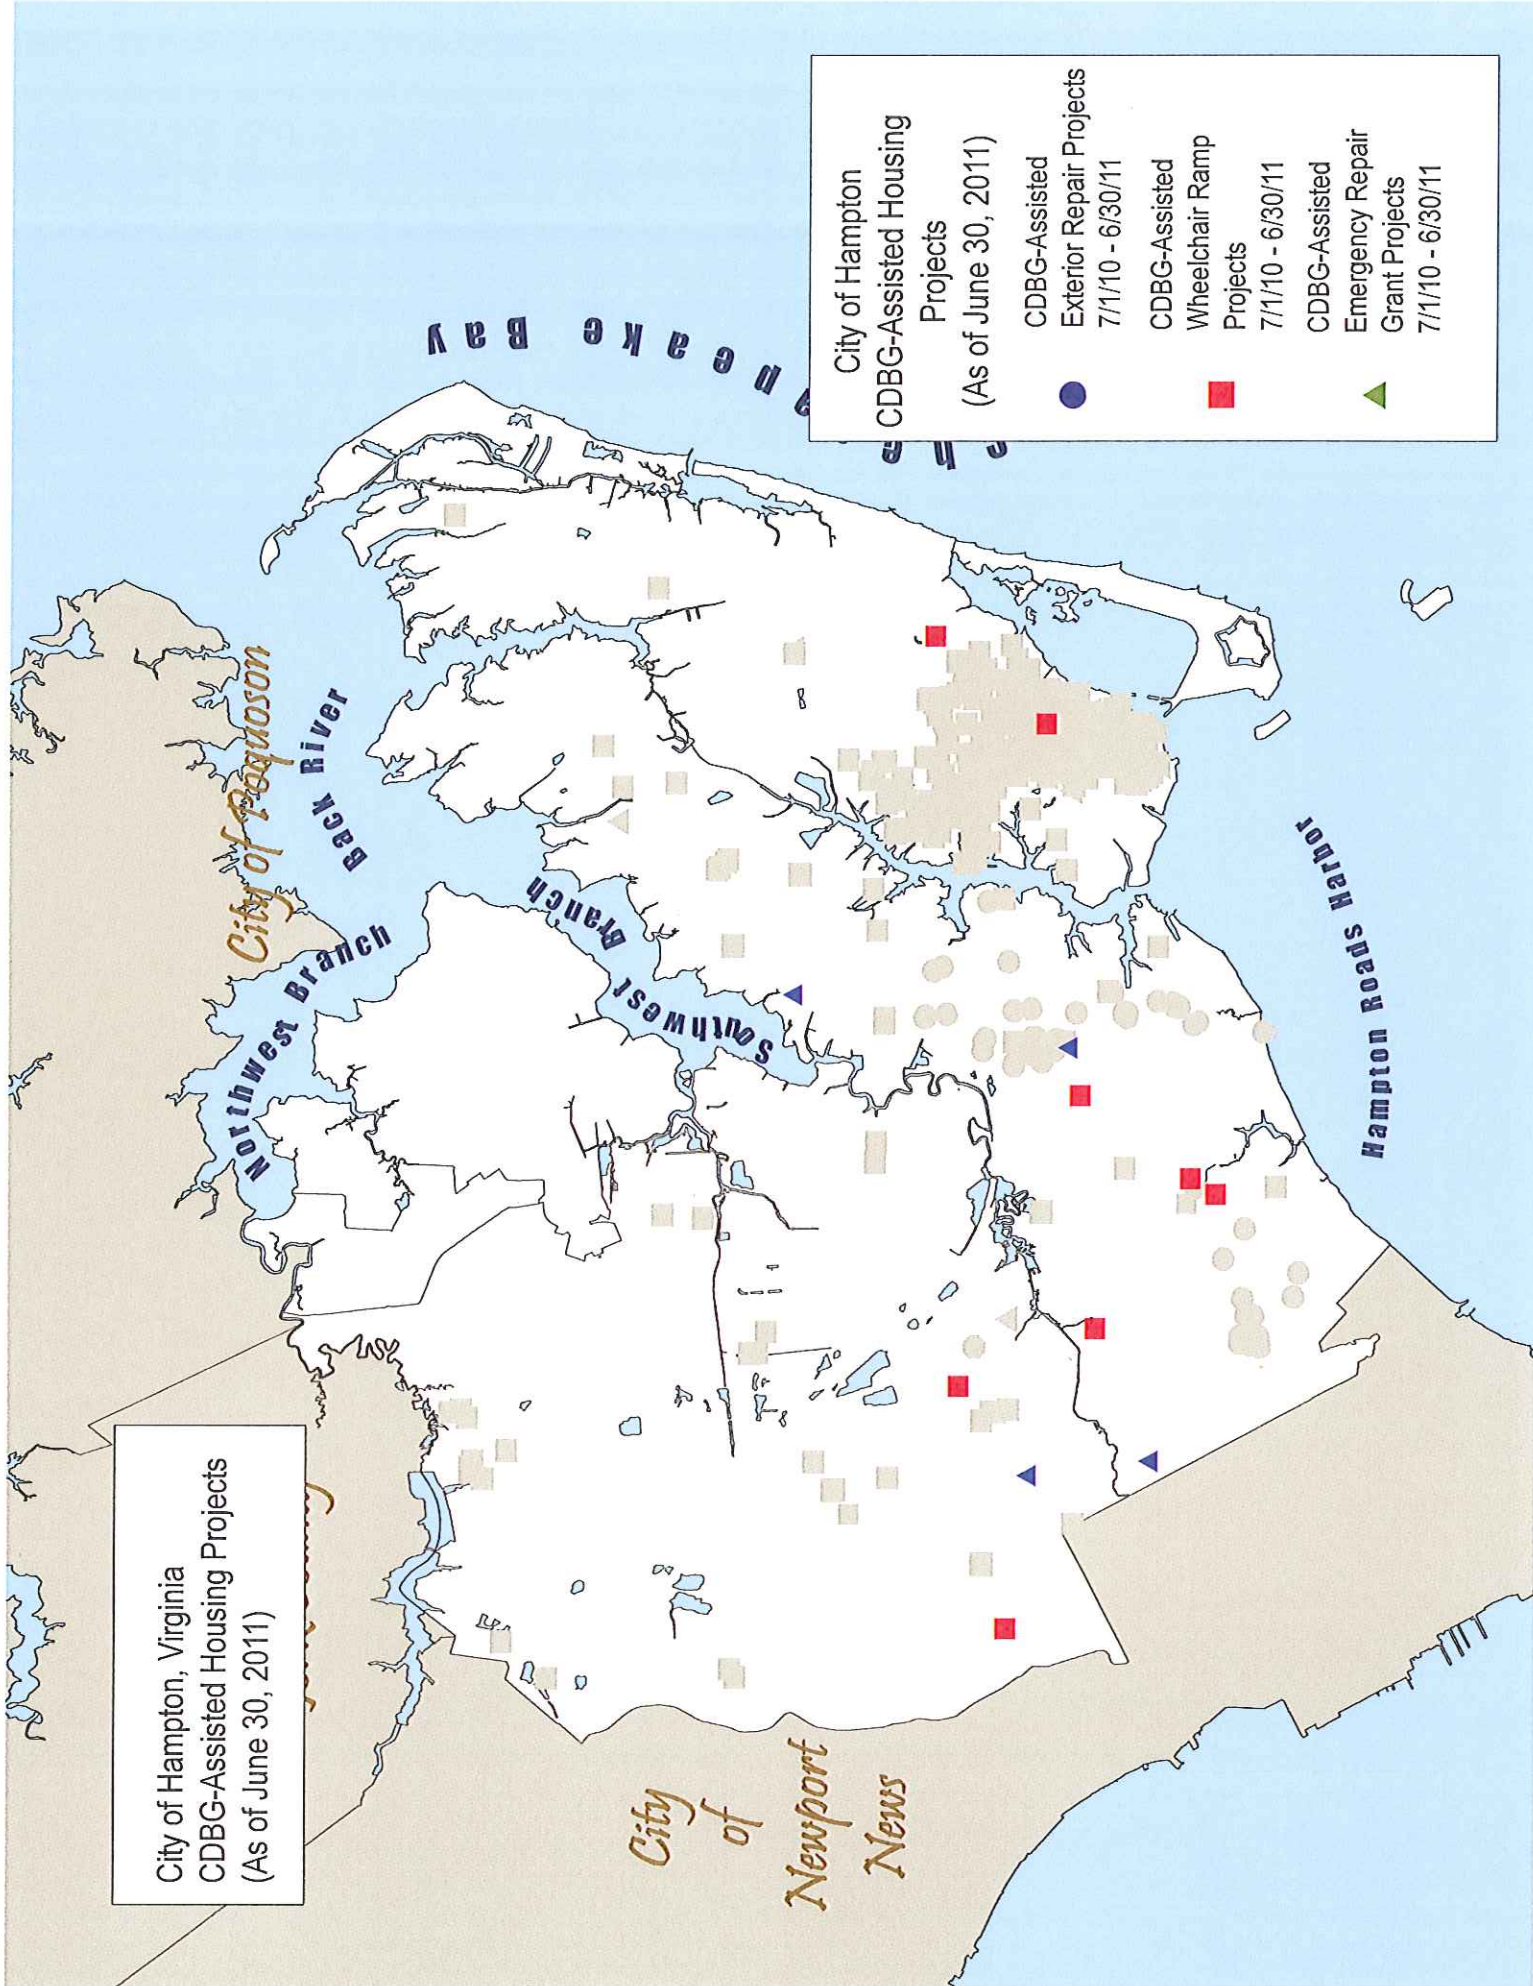 City of Hampton, Virginia
CDBG-Assisted Housing Projects
(As of June 30, 2011)
City of Poquoson
Northwest Branch
Back River
Southwest Branch
peake Bay
City
of
Newport
News
Hampton Roads Harbor
City of Hampton
CDBG-Assisted Housing
Projects
(As of June 30, 2011)
CDBG-Assisted
Exterior Repair Projects
7/1/10 - 6/30/11
CDBG-Assisted
Wheelchair Ramp
Projects
7/1/10 - 6/30/11
CDBG-Assisted
Emergency Repair
Grant Projects
7/1/10 - 6/30/11